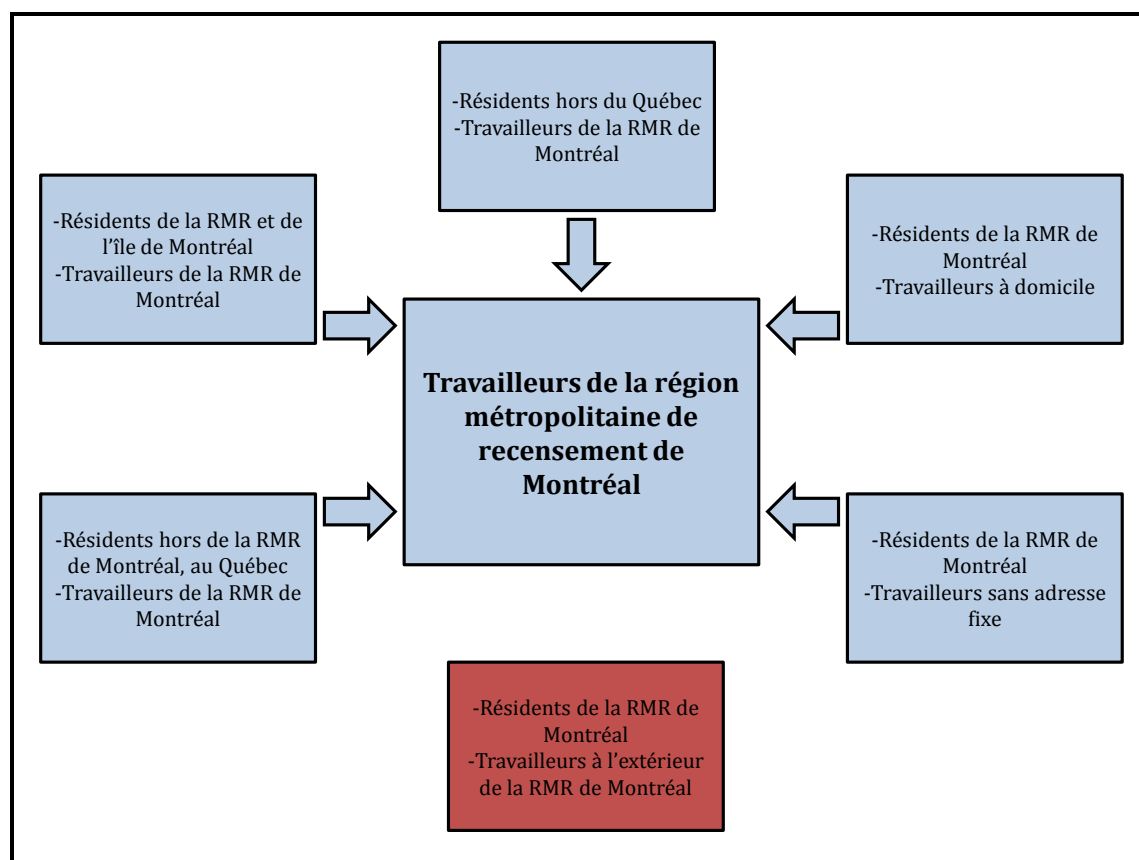 -Résidents hors du Québec
-Travailleurs de la RMR de
Montréal
-Résidents de la RMR et de
l’île de Montréal
-Travailleurs de la RMR de
Montréal
-Résidents de la RMR de
Montréal
-Travailleurs à domicile
Travailleurs de la région
métropolitaine de
recensement de
Montréal
-Résidents hors de la RMR
de Montréal, au Québec
-Travailleurs de la RMR de
Montréal
-Résidents de la RMR de
Montréal
-Travailleurs sans adresse
fixe
-Résidents de la RMR de
Montréal
-Travailleurs à l’extérieur
de la RMR de Montréal